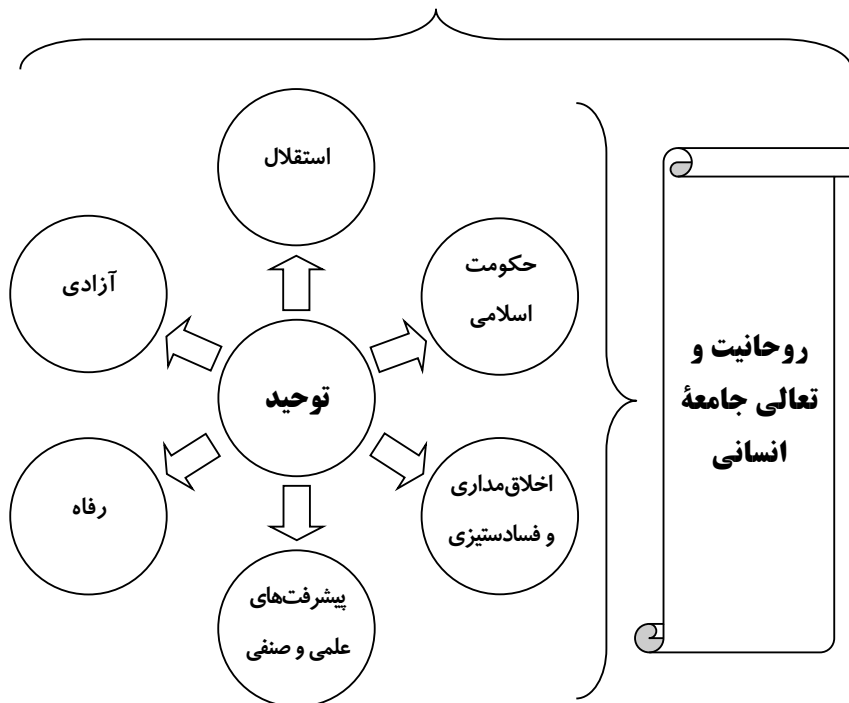 استقلال
آزادی
حکومت
اسلامی
توحید
روحانیت و
تعالی جامعهٔ
انسانی
رفاه
اخلاق‌مداری
و فسادستیزی
پیشرفت‌های
علمی و صنفی